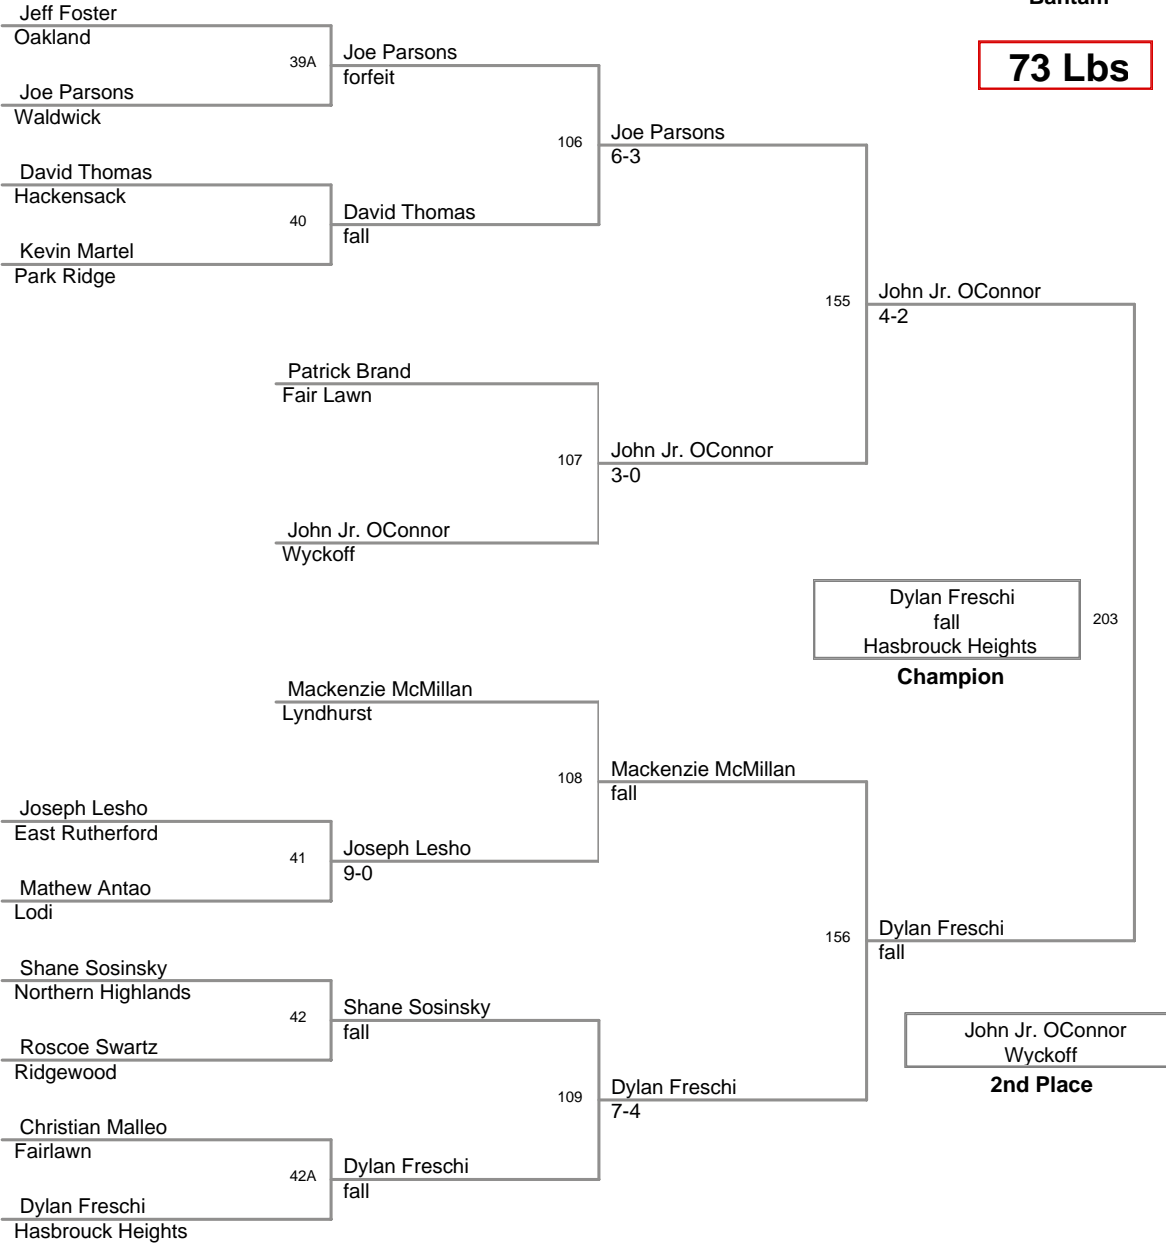 Bantam
73 Lbs
Jeff Foster
Oakland
39A
Joe Parsons
forfeit
Joe Parsons
Waldwick
106
Joe Parsons
6-3
David Thomas
Hackensack
40
David Thomas
fall
Kevin Martel
Park Ridge
155
John Jr. OConnor
4-2
Patrick Brand
Fair Lawn
107
John Jr. OConnor
3-0
John Jr. OConnor
Wyckoff
Dylan Freschi
fall
Hasbrouck Heights
Champion
203
Mackenzie McMillan
Lyndhurst
108
Mackenzie McMillan
fall
Joseph Lesho
East Rutherford
41
Joseph Lesho
9-0
Mathew Antao
Lodi
156
Dylan Freschi
fall
Shane Sosinsky
Northern Highlands
42
Shane Sosinsky
fall
Roscoe Swartz
Ridgewood
John Jr. OConnor
Wyckoff
2nd Place
109
Dylan Freschi
7-4
Christian Malleo
Fairlawn
42A
Dylan Freschi
fall
Dylan Freschi
Hasbrouck Heights